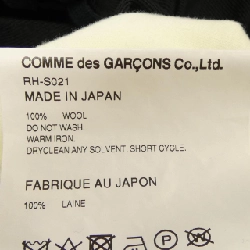 COMME des GARÇONS Co.,Ltd.
RH-S021
MADE IN JAPAN
100% WOOL
DO NOT WASH
WARM IRON
DRYCLEAN ANY SOLVENT. SHORT CYCLE.
FABRIQUE AU JAPON
100% LAINE